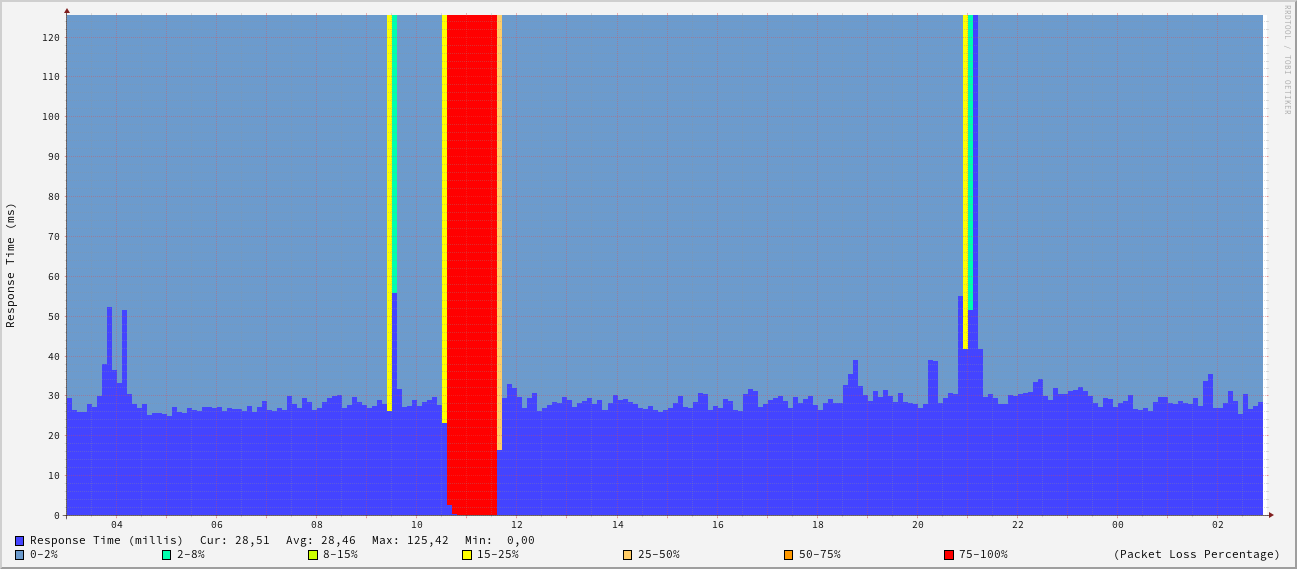 RRDTOOL / TOBI OETIKER
Response Time (ms)
120
110
100
90
80
70
60
50
40
30
20
10
0
04 06 08 10 12 14 16 18 20 22 00 02
Response Time (millis) Cur: 28,51 Avg: 28,46 Max: 125,42 Min: 0,00
0-2% 2-8% 8-15% 15-25% 25-50% 50-75% 75-100% (Packet Loss Percentage)